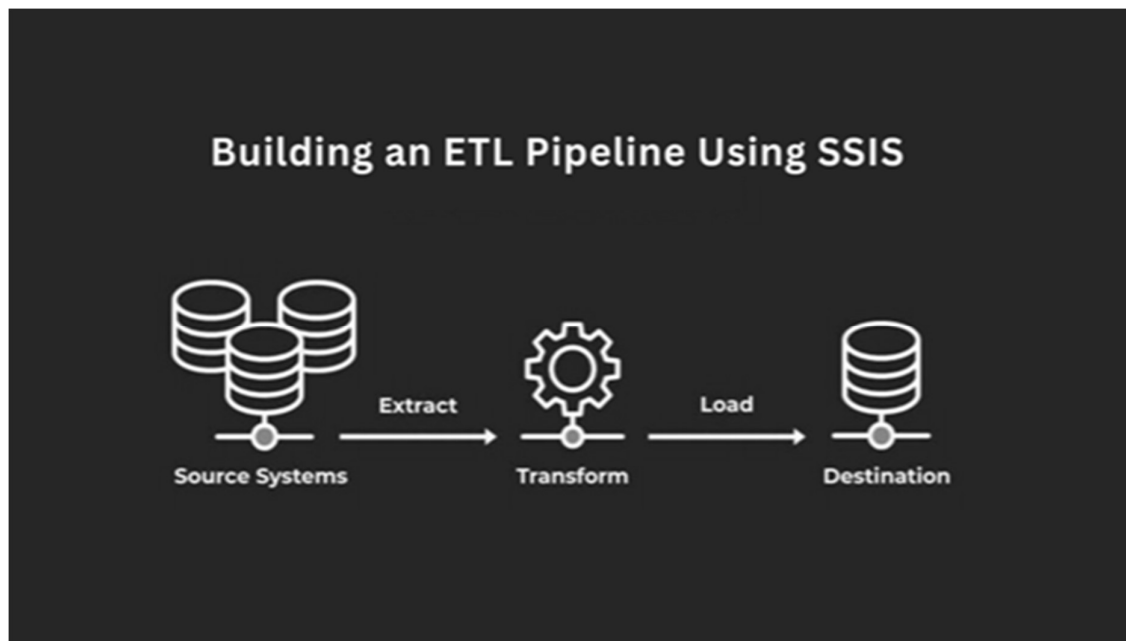 Building an ETL Pipeline Using SSIS
Extract
Load
Source Systems
Transform
Destination